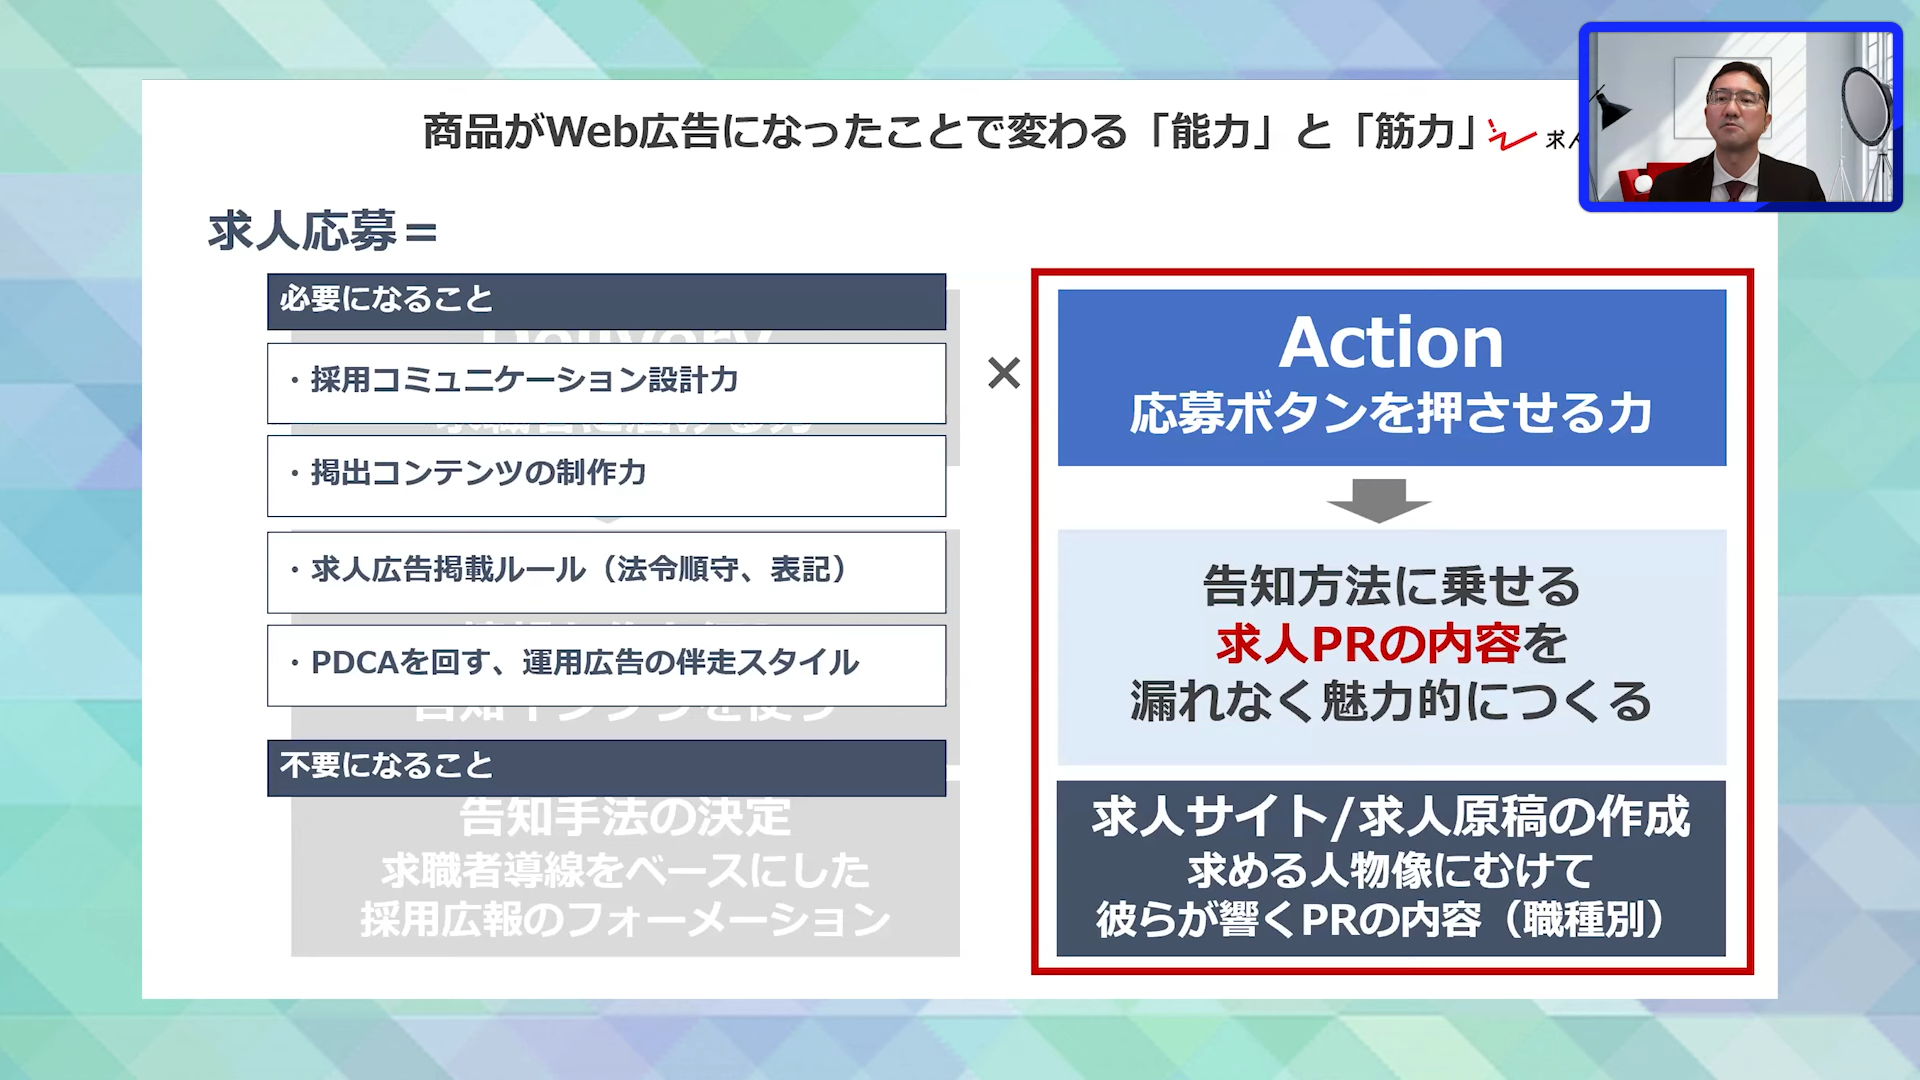 商品がWeb広告になったことで変わる「能力」と「筋力」
求人
求人応募＝
必要になること
・採用コミュニケーション設計力
・掲出コンテンツの制作力
・求人広告掲載ルール（法令順守、表記）
・PDCAを回す、運用広告の伴走スタイル
不要になること
告知手法の決定
求職者導線をベースにした
採用広報のフォーメーション
×
Action
応募ボタンを押させる力
告知方法に乗せる
求人PRの内容を
漏れなく魅力的につくる
求人サイト/求人原稿の作成
求める人物像にむけて
彼らが響くPRの内容（職種別）